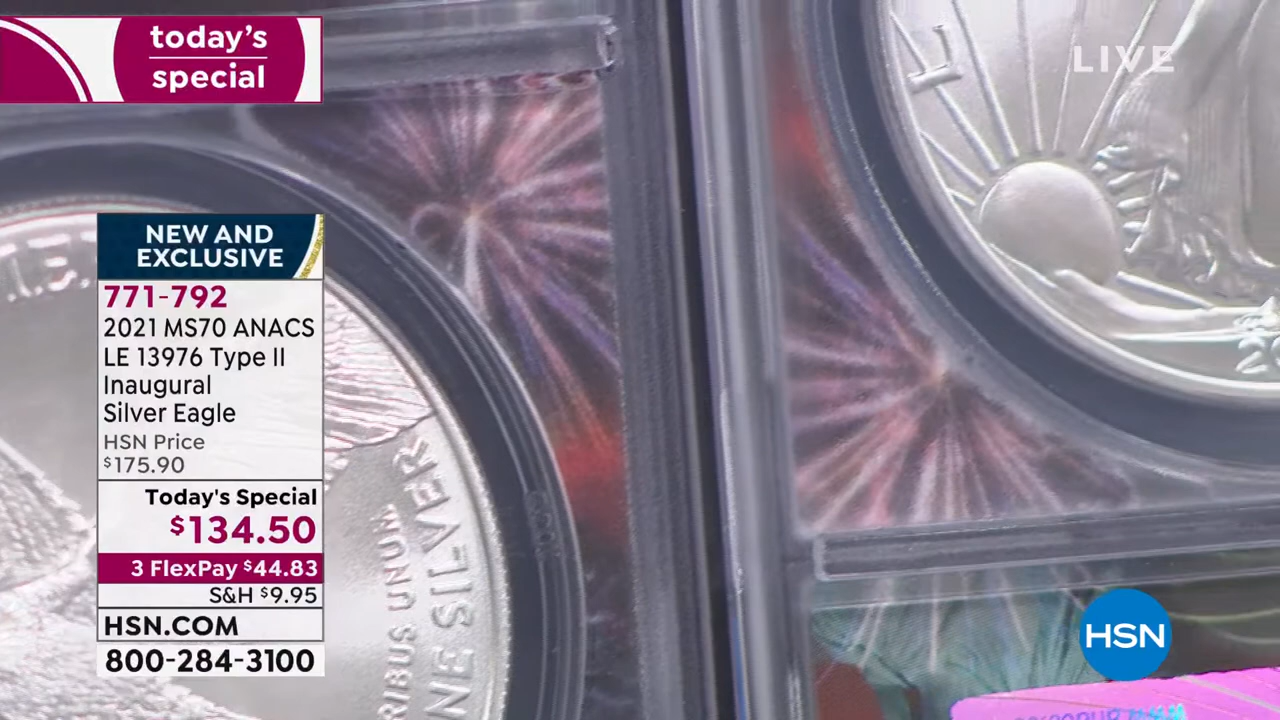 today's
special
LIVE
NEW AND
EXCLUSIVE
771-792
2021 MS70 ANACS
LE 13976 Type II
Inaugural
Silver Eagle
HSN Price
$175.90
Today's Special
$134.50
3 FlexPay $44.83
S&H $9.95
HSN.COM
800-284-3100
RIBUS UNUM
NE SILVER
L
HSN